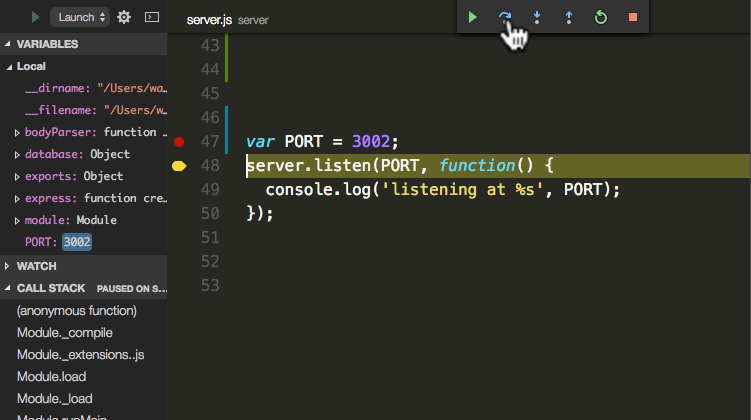 Launch
server.js server
VARIABLES
Local
__dirname: "/Users/wa...
__filename: "/Users/w...
bodyParser: function ...
database: Object
exports: Object
express: function cre...
module: Module
PORT: 3002
WATCH
CALL STACK PAUSED ON S...
(anonymous function)
Module._compile
Module._extensions..js
Module.load
Module._load
Module.runMain
43
44
45
46
47 var PORT = 3002;
48 server.listen(PORT, function() {
49 console.log('listening at %s', PORT);
50 });
51
52
53